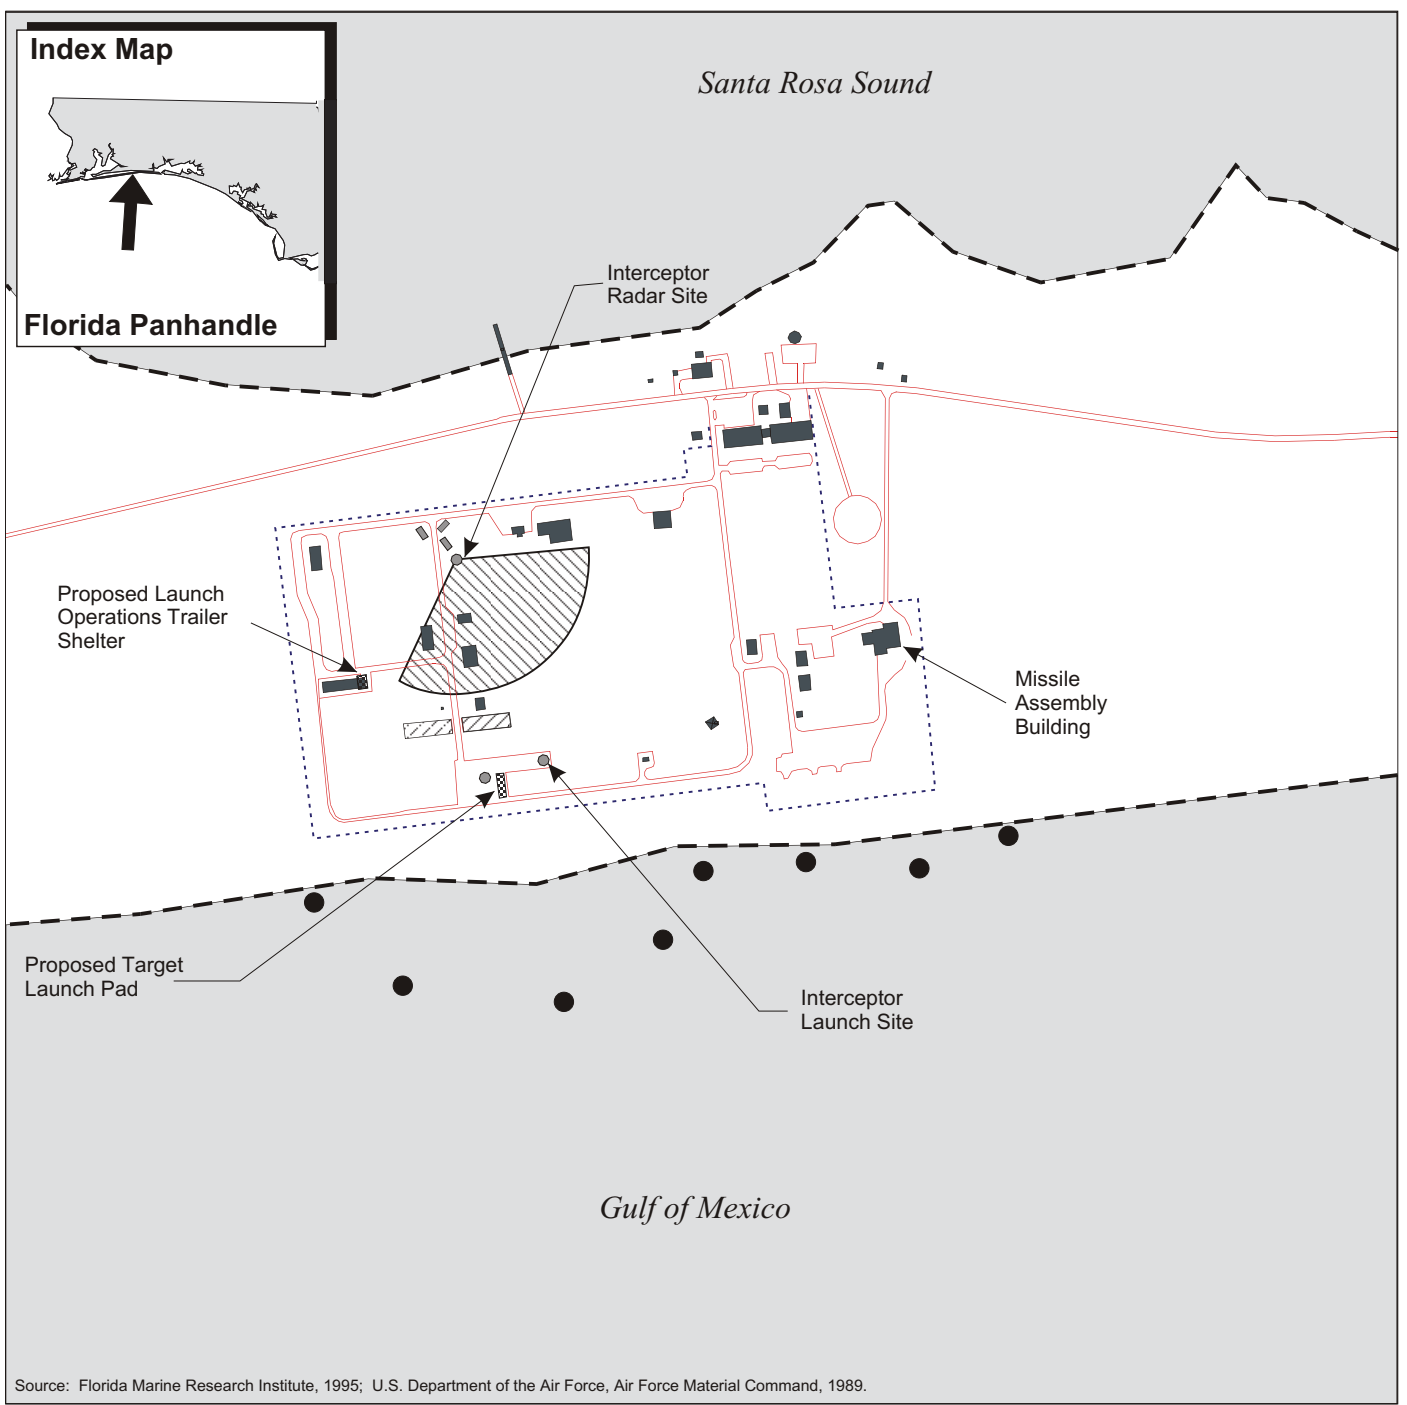 Index Map
Florida Panhandle
Santa Rosa Sound
Interceptor
Radar Site
Proposed Launch
Operations Trailer
Shelter
Missile
Assembly
Building
Proposed Target
Launch Pad
Interceptor
Launch Site
Gulf of Mexico
Source: Florida Marine Research Institute, 1995; U.S. Department of the Air Force, Air Force Material Command, 1989.